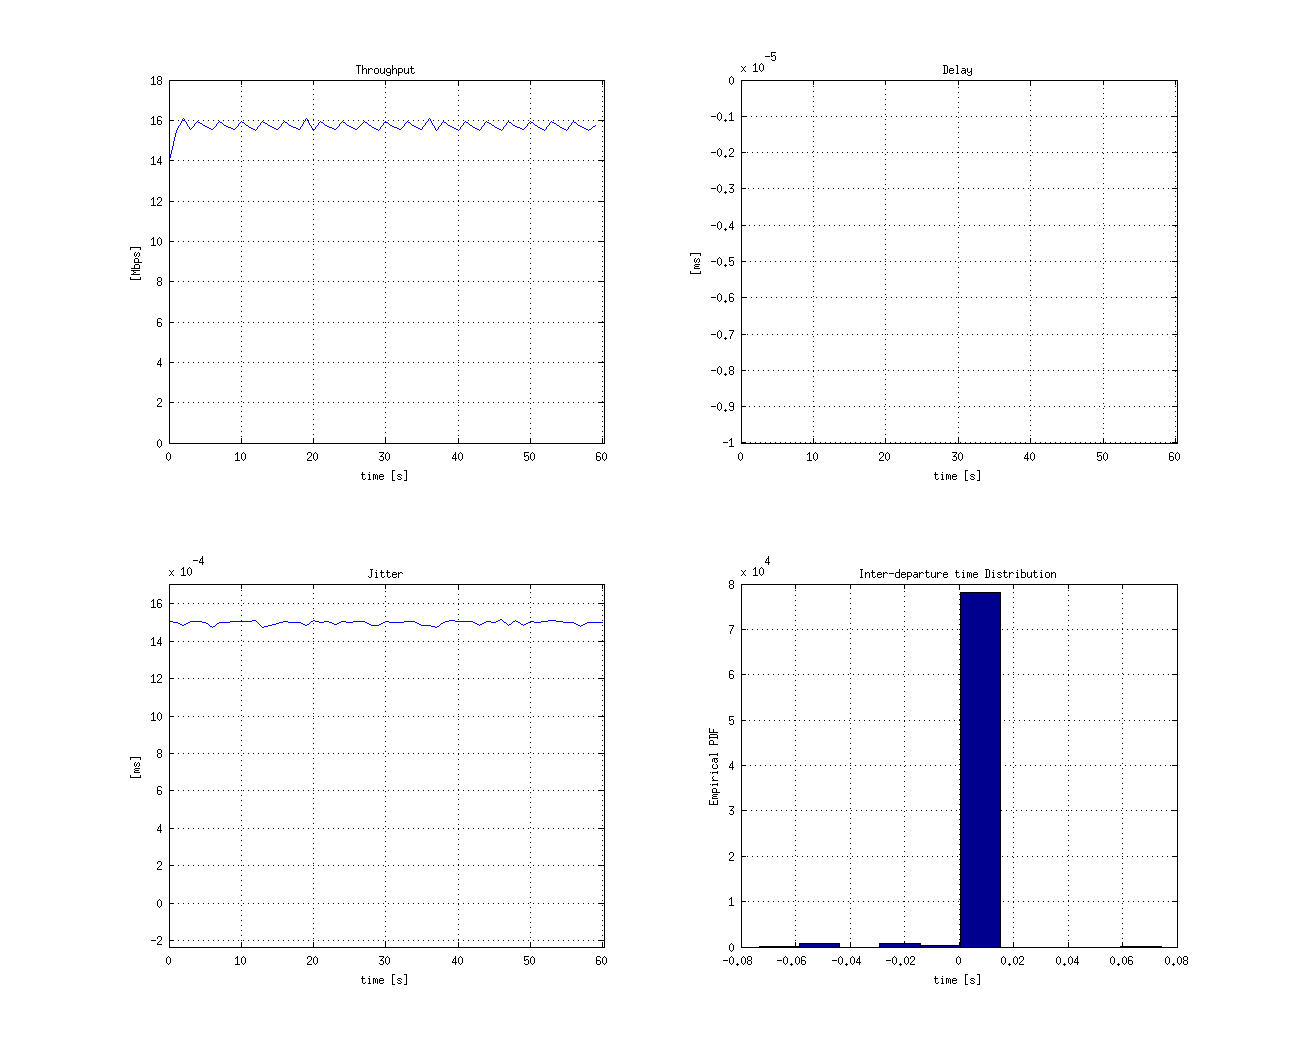 Throughput
18
16
14
12
10
8
6
4
2
0
[Mbps]
0 10 20 30 40 50 60
time [s]
x 10^-5
Delay
0
-0.1
-0.2
-0.3
-0.4
-0.5
-0.6
-0.7
-0.8
-0.9
-1
[ms]
0 10 20 30 40 50 60
time [s]
x 10^-4
Jitter
16
14
12
10
8
6
4
2
0
-2
[ms]
0 10 20 30 40 50 60
time [s]
x 10^4
Inter-departure time Distribution
8
7
6
5
4
3
2
1
0
Empirical PDF
-0.08 -0.06 -0.04 -0.02 0 0.02 0.04 0.06 0.08
time [s]